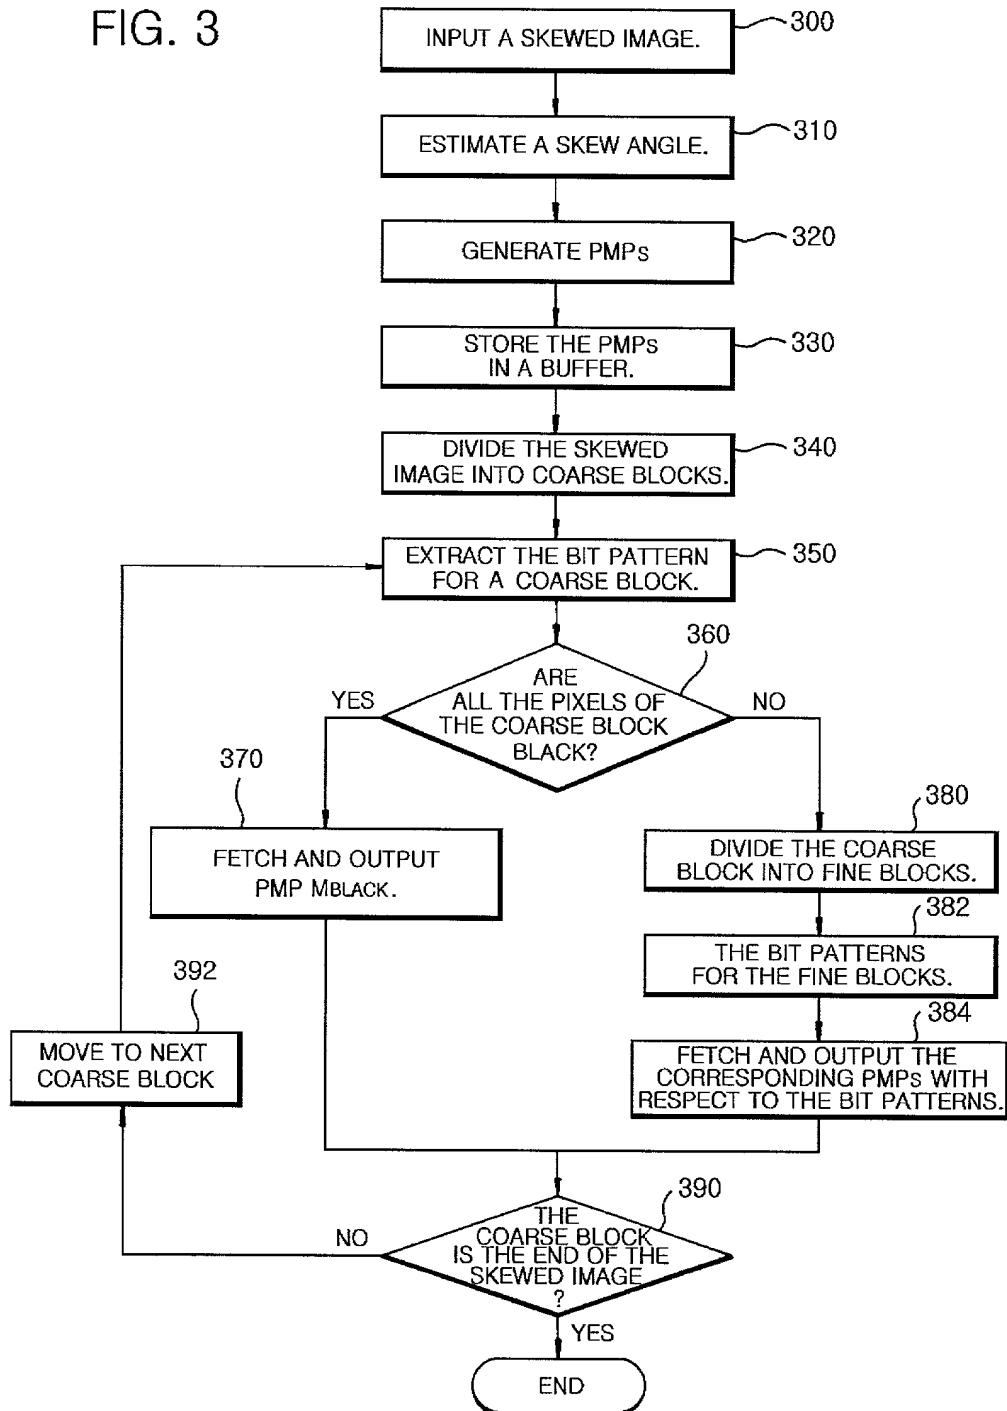 FIG. 3
INPUT A SKEWED IMAGE.
300
ESTIMATE A SKEW ANGLE.
310
GENERATE PMPs
320
STORE THE PMPs
IN A BUFFER.
330
DIVIDE THE SKEWED
IMAGE INTO COARSE BLOCKS.
340
EXTRACT THE BIT PATTERN
FOR A COARSE BLOCK.
350
360
ARE
ALL THE PIXELS OF
THE COARSE BLOCK
BLACK?
YES
NO
370
FETCH AND OUTPUT
PMP MBLACK.
380
DIVIDE THE COARSE
BLOCK INTO FINE BLOCKS.
382
THE BIT PATTERNS
FOR THE FINE BLOCKS.
384
FETCH AND OUTPUT THE
CORRESPONDING PMPs WITH
RESPECT TO THE BIT PATTERNS.
392
MOVE TO NEXT
COARSE BLOCK
390
THE
COARSE BLOCK
IS THE END OF THE
SKEWED IMAGE
?
NO
YES
END